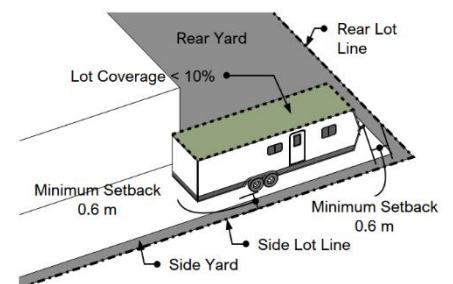 Rear Lot
Line
Rear Yard
Lot Coverage < 10%
Minimum Setback
0.6 m
Minimum Setback
0.6 m
Side Lot Line
Side Yard